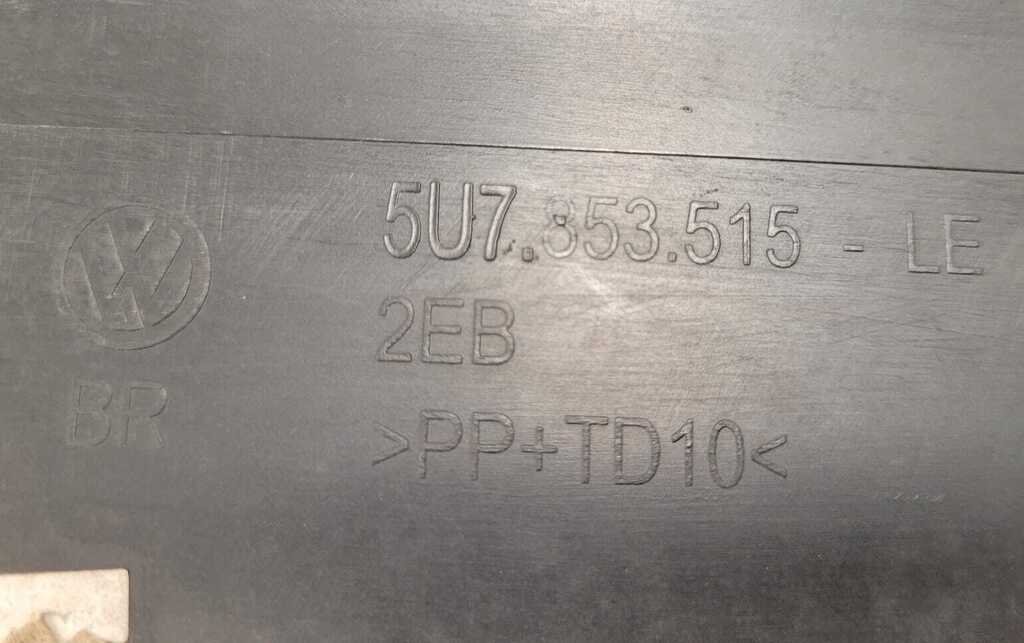 5U7.853.515 - LE
2EB
BR
>PP+TD10<